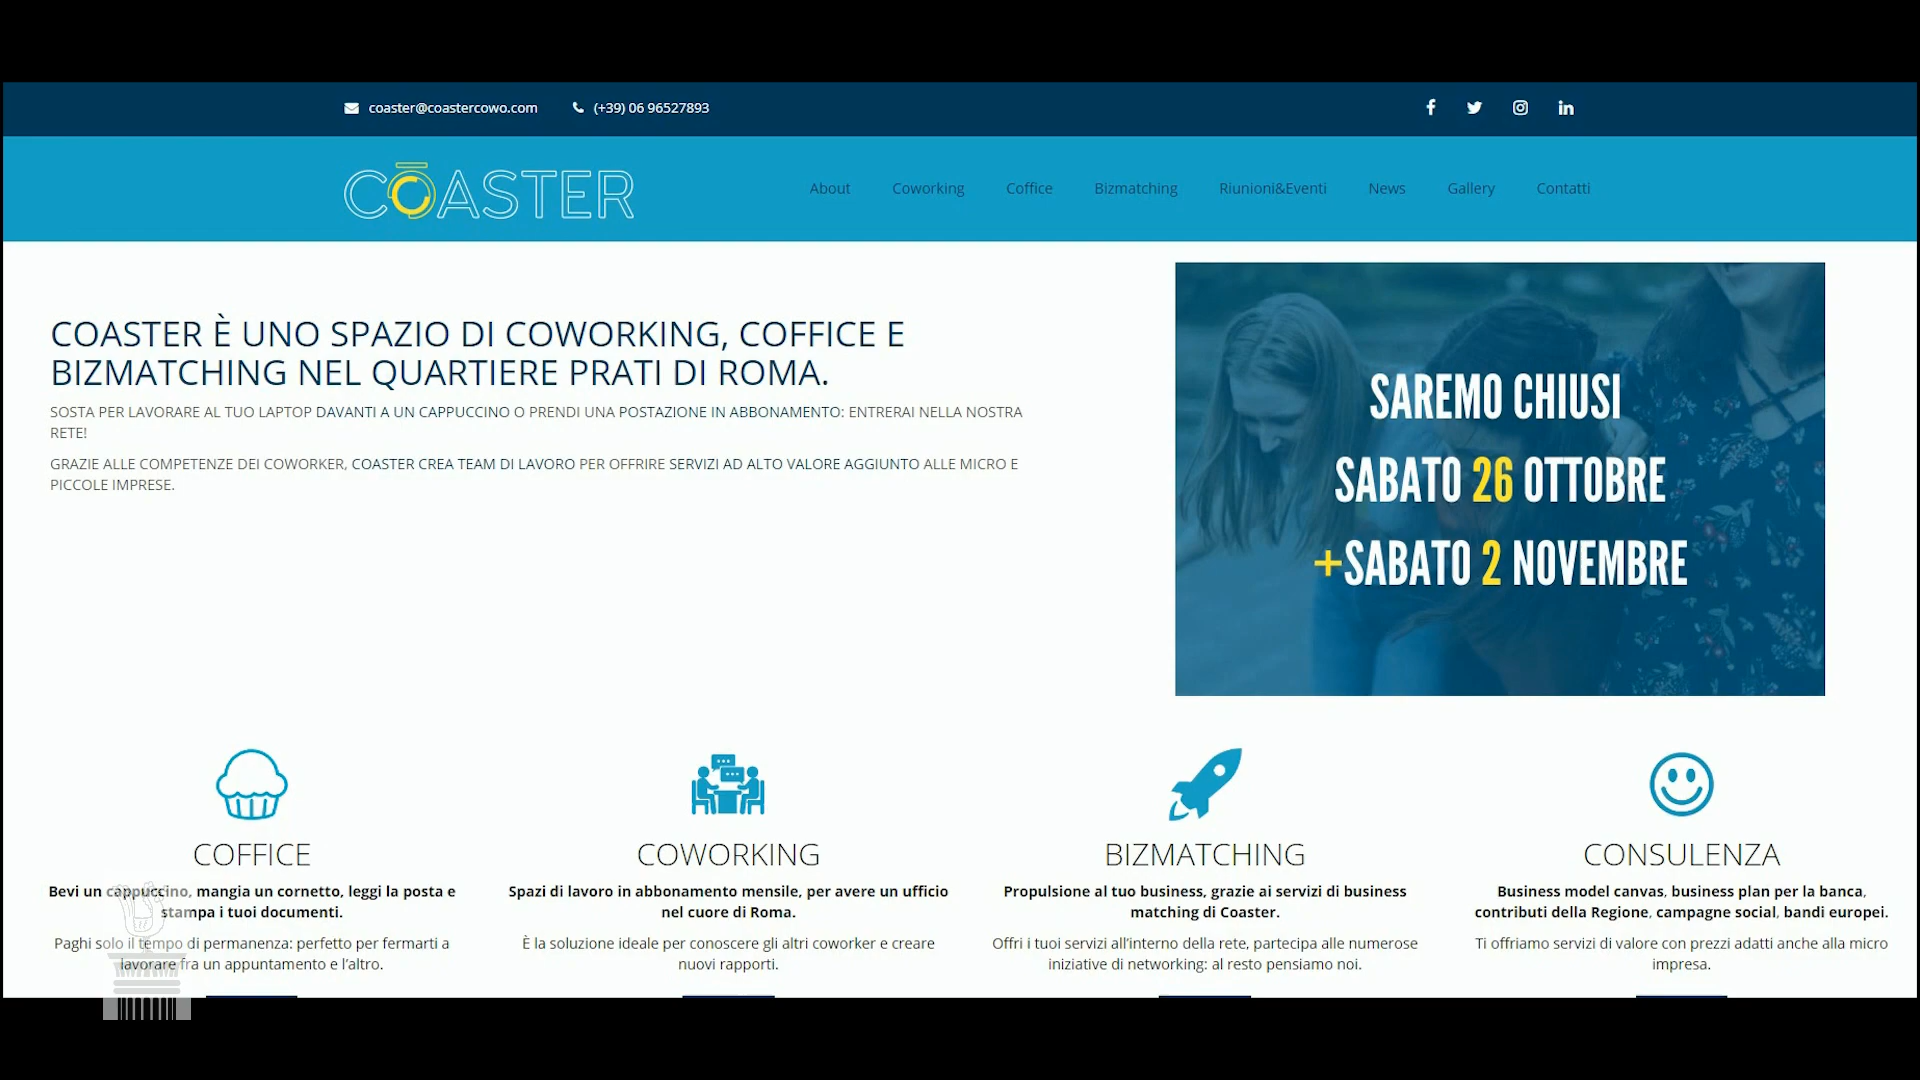 coaster@coastercowo.com (+39) 06 96527893
COASTER
About Coworking Coffice Bizmatching Riunioni&Eventi News Gallery Contatti
COASTER È UNO SPAZIO DI COWORKING, COFFICE E
BIZMATCHING NEL QUARTIERE PRATI DI ROMA.
SOSTA PER LAVORARE AL TUO LAPTOP DAVANTI A UN CAPPUCCINO O PRENDI UNA POSTAZIONE IN ABBONAMENTO: ENTRERAI NELLA NOSTRA
RETE!
GRAZIE ALLE COMPETENZE DEI COWORKER, COASTER CREA TEAM DI LAVORO PER OFFRIRE SERVIZI AD ALTO VALORE AGGIUNTO ALLE MICRO E
PICCOLE IMPRESE.
SAREMO CHIUSI
SABATO 26 OTTOBRE
+SABATO 2 NOVEMBRE
COFFICE
Bevi un cappuccino, mangia un cornetto, leggi la posta e
stampa i tuoi documenti.
Paghi solo il tempo di permanenza: perfetto per fermarti a
lavorare fra un appuntamento e l'altro.
COWORKING
Spazi di lavoro in abbonamento mensile, per avere un ufficio
nel cuore di Roma.
È la soluzione ideale per conoscere gli altri coworker e creare
nuovi rapporti.
BIZMATCHING
Propulsione al tuo business, grazie ai servizi di business
matching di Coaster.
Offri i tuoi servizi all'interno della rete, partecipa alle numerose
iniziative di networking: al resto pensiamo noi.
CONSULENZA
Business model canvas, business plan per la banca,
contributi della Regione, campagne social, bandi europei.
Ti offriamo servizi di valore con prezzi adatti anche alla micro
impresa.